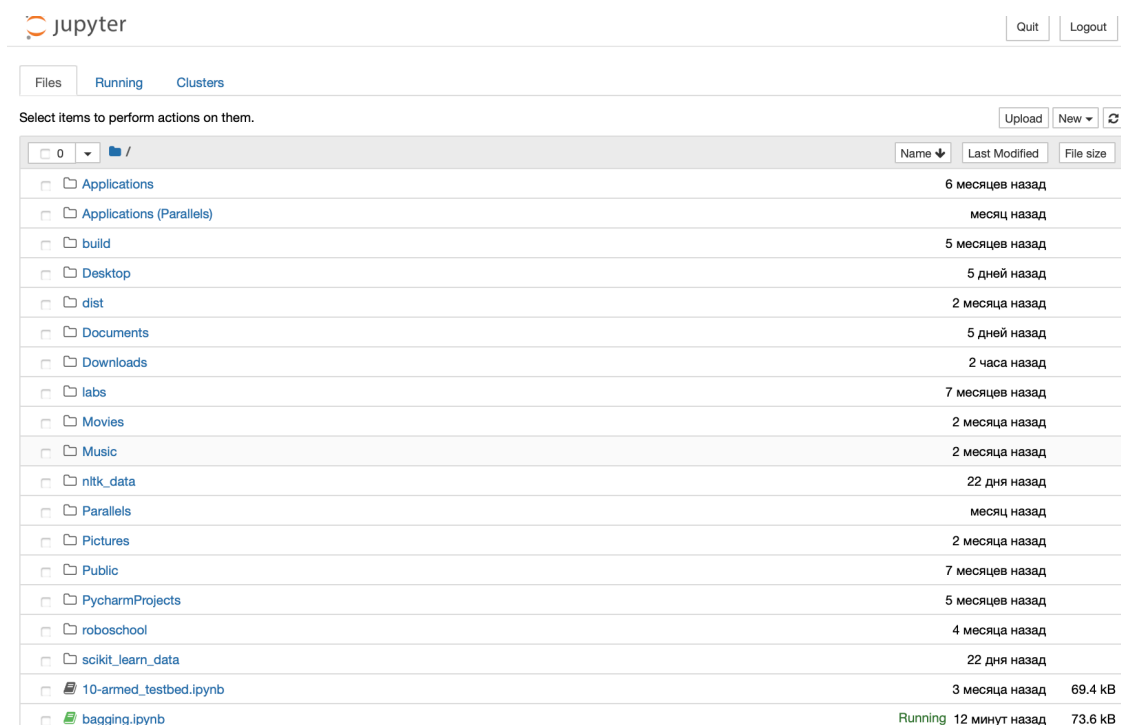 jupyter Quit Logout
Files Running Clusters
Select items to perform actions on them. Upload New
0 / Name Last Modified File size
Applications 6 месяцев назад
Applications (Parallels) месяц назад
build 5 месяцев назад
Desktop 5 дней назад
dist 2 месяца назад
Documents 5 дней назад
Downloads 2 часа назад
labs 7 месяцев назад
Movies 2 месяца назад
Music 2 месяца назад
nltk_data 22 дня назад
Parallels месяц назад
Pictures 2 месяца назад
Public 7 месяцев назад
PycharmProjects 5 месяцев назад
roboschool 4 месяца назад
scikit_learn_data 22 дня назад
10-armed_testbed.ipynb 3 месяца назад 69.4 kB
bagging.ipynb Running 12 минут назад 73.6 kB